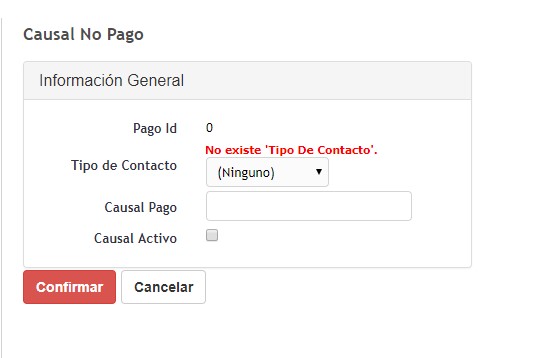 Causal No Pago
Información General
Pago Id 0
No existe 'Tipo De Contacto'.
Tipo de Contacto (Ninguno)
Causal Pago
Causal Activo
Confirmar Cancelar